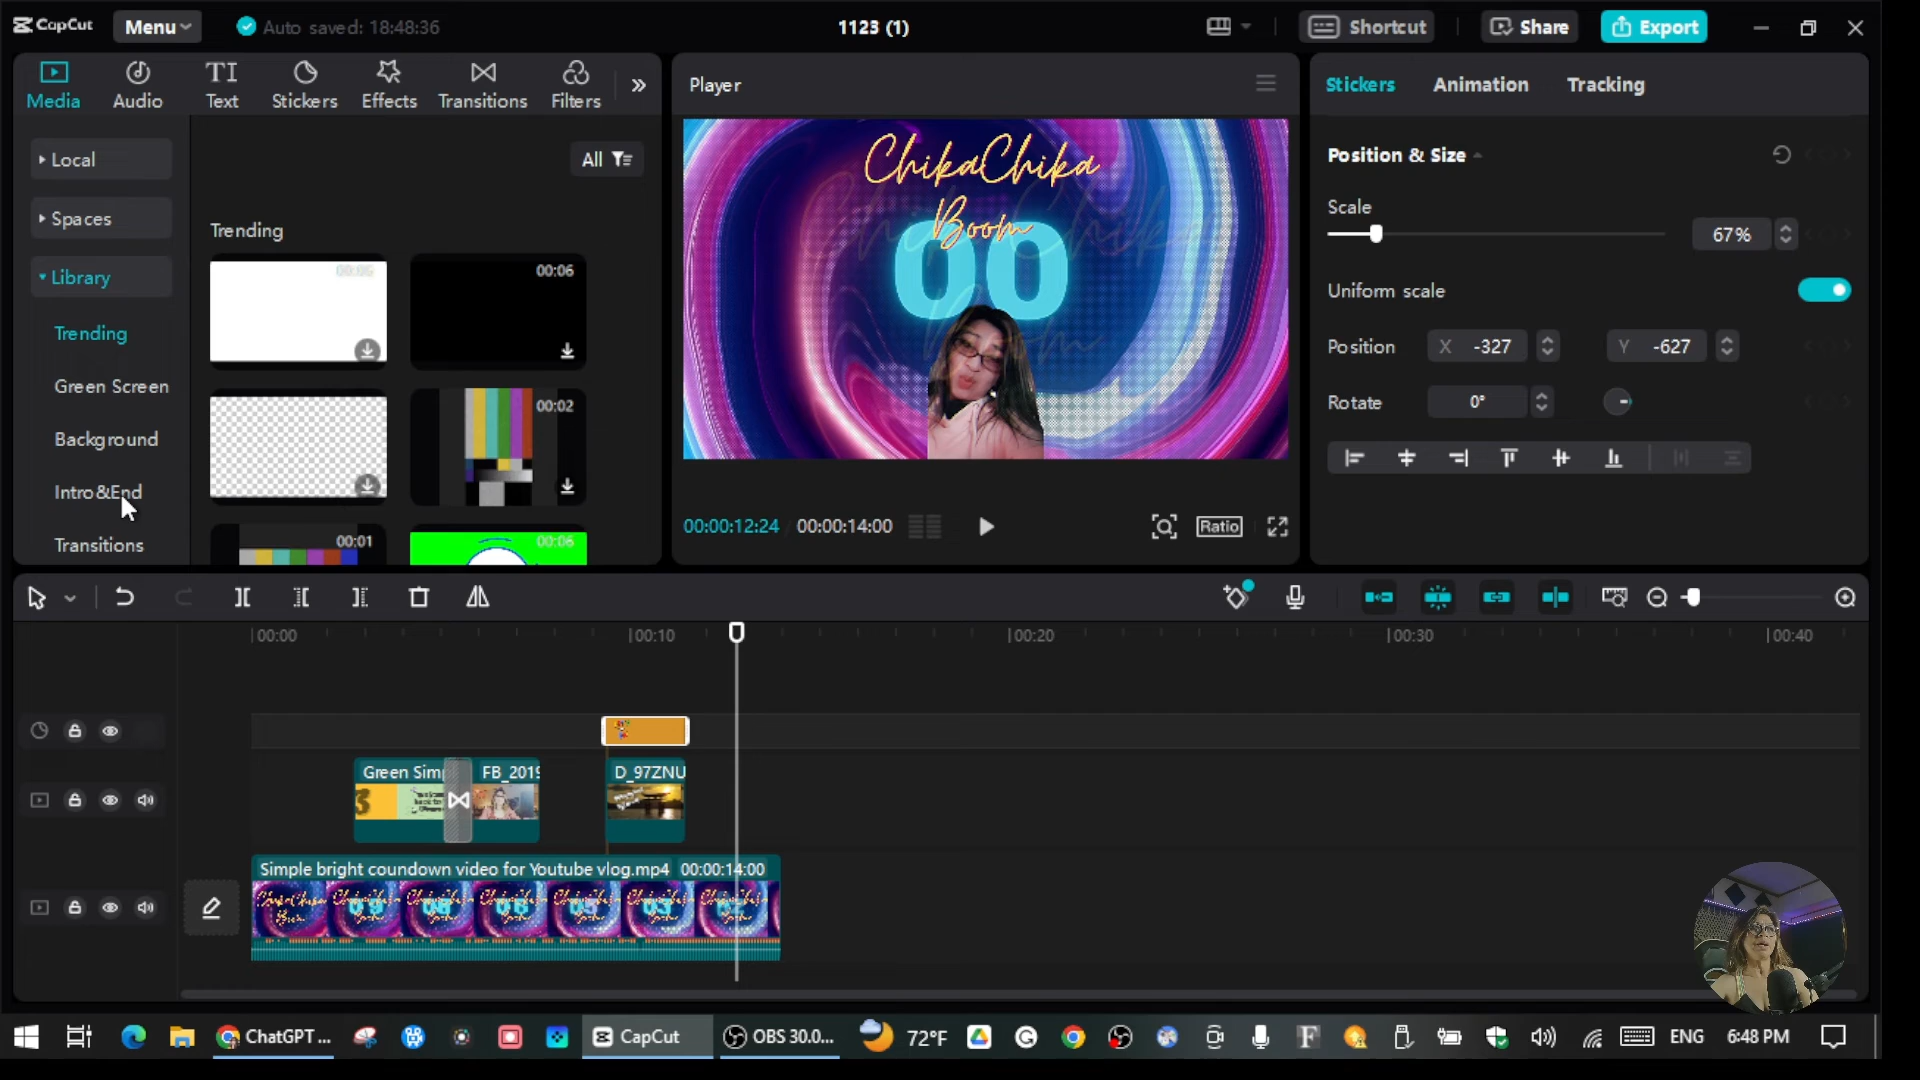 CapCut Menu Auto saved: 18:48:36 1123 (1) Shortcut Share Export
Media Audio Text Stickers Effects Transitions Filters
Player
Stickers Animation Tracking
Local
Spaces
Library
Trending
Green Screen
Background
Intro&End
Transitions
All
Trending
00:05
00:06
00:02
00:01
00:06
ChikaChika
Boom
00
00:00:12:24 00:00:14:00 Ratio
Position & Size
Scale
67%
Uniform scale
Position X -327 Y -627
Rotate 0°
00:00 00:10 00:20 00:30 00:40
Green Sim FB_2019 D_97ZNU
Simple bright coundown video for Youtube vlog.mp4 00:00:14:00
ChatGPT ... CapCut OBS 30.0... 72°F ENG 6:48 PM